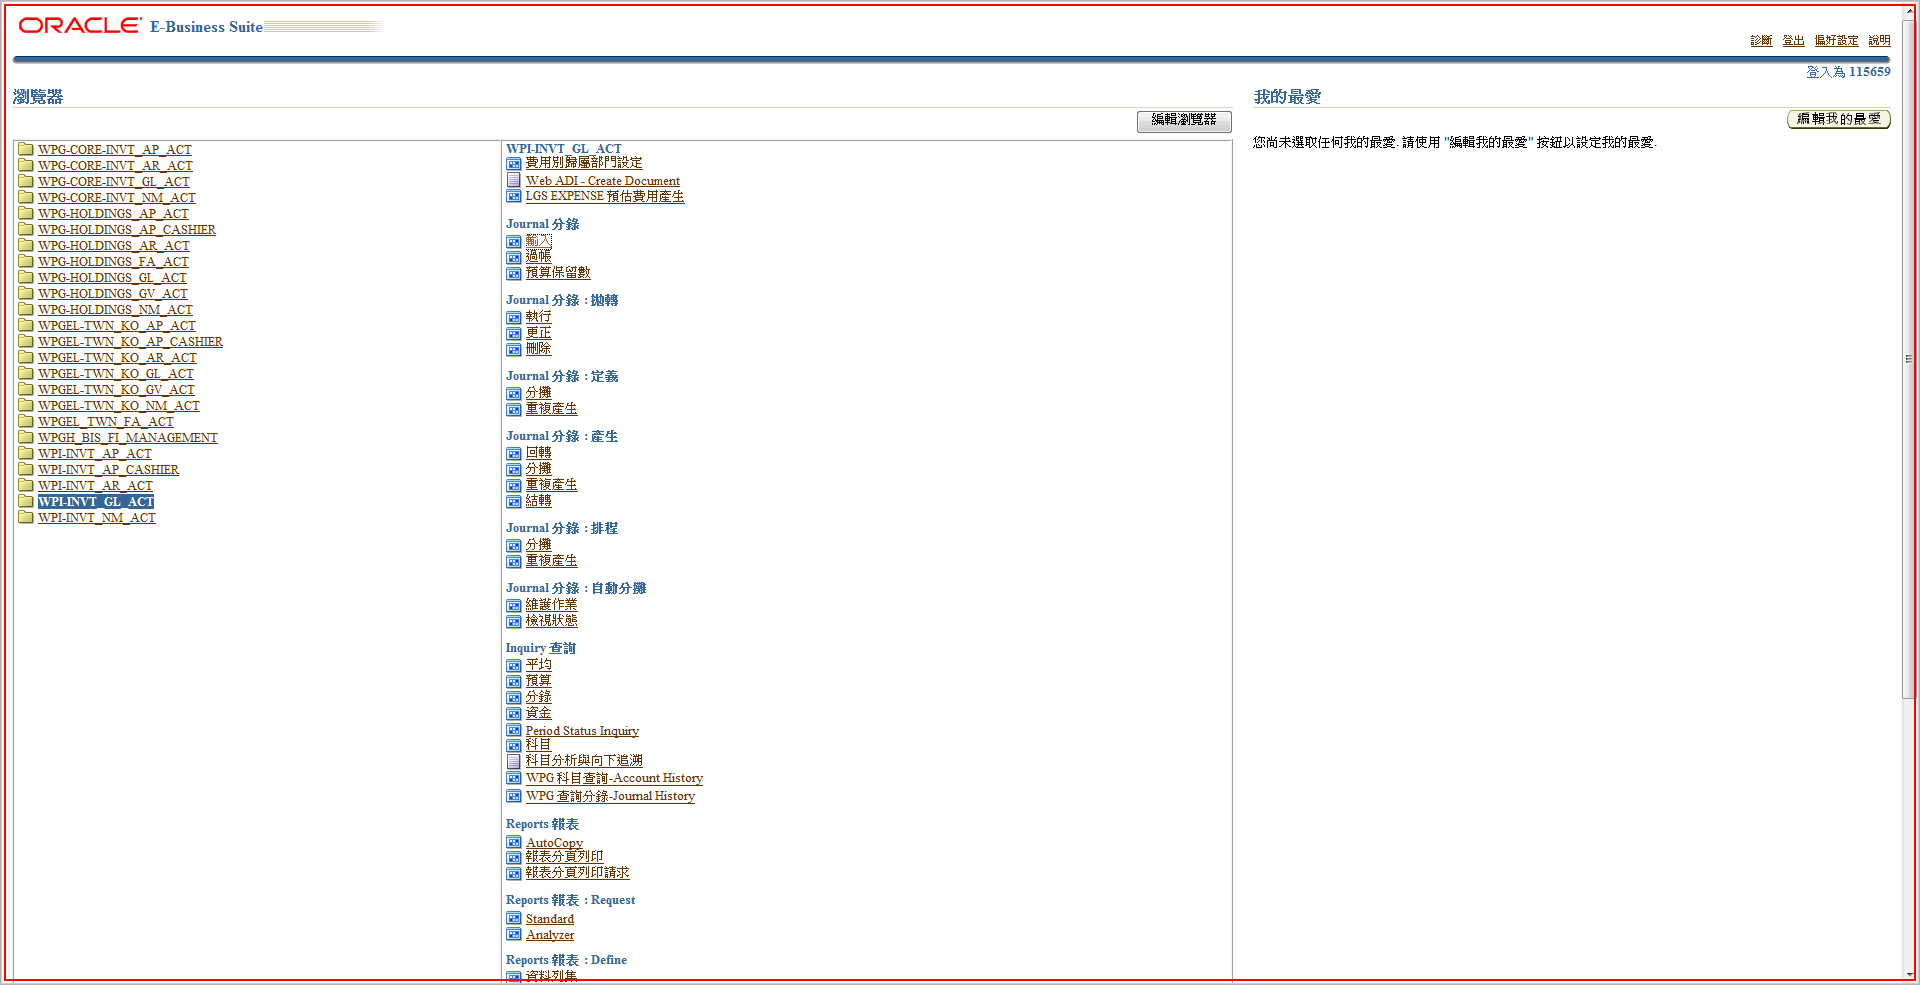 ORACLE E-Business Suite
診斷 登出 偏好設定 說明
登入為 115659
瀏覽器
編輯瀏覽器
WPG-CORE-INVT_AP_ACT
WPG-CORE-INVT_AR_ACT
WPG-CORE-INVT_GL_ACT
WPG-CORE-INVT_NM_ACT
WPG-HOLDINGS_AP_ACT
WPG-HOLDINGS_AP_CASHIER
WPG-HOLDINGS_AR_ACT
WPG-HOLDINGS_FA_ACT
WPG-HOLDINGS_GL_ACT
WPG-HOLDINGS_GV_ACT
WPG-HOLDINGS_NM_ACT
WPGEL-TWN_KO_AP_ACT
WPGEL-TWN_KO_AP_CASHIER
WPGEL-TWN_KO_AR_ACT
WPGEL-TWN_KO_GL_ACT
WPGEL-TWN_KO_GV_ACT
WPGEL-TWN_KO_NM_ACT
WPGEL_TWN_FA_ACT
WPGH_BIS_FI_MANAGEMENT
WPI-INVT_AP_ACT
WPI-INVT_AP_CASHIER
WPI-INVT_AR_ACT
WPI-INVT_GL_ACT
WPI-INVT_NM_ACT
WPI-INVT_GL_ACT
費用別歸屬部門設定
Web ADI - Create Document
LGS EXPENSE 預估費用產生
Journal 分錄
輸入
過帳
預算保留數
Journal 分錄 : 拋轉
執行
更正
刪除
Journal 分錄 : 定義
分攤
重複產生
Journal 分錄 : 產生
回轉
分攤
重複產生
結轉
Journal 分錄 : 排程
分攤
重複產生
Journal 分錄 : 自動分攤
維護作業
檢視狀態
Inquiry 查詢
平均
預算
分錄
資金
Period Status Inquiry
科目
科目分析與向下追溯
WPG 科目查詢-Account History
WPG 查詢分錄-Journal History
Reports 報表
AutoCopy
報表分頁列印
報表分頁列印請求
Reports 報表 : Request
Standard
Analyzer
Reports 報表 : Define
資料列集
我的最愛
編輯我的最愛
您尚未選取任何我的最愛. 請使用 "編輯我的最愛" 按鈕以設定我的最愛.